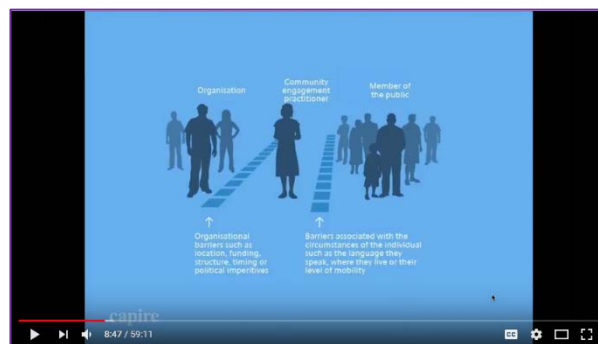 Organisation
Community
engagement
practitioner
Member of
the public
Organisational
barriers such as
location, funding,
structure, timing or
political imperitives
Barriers associated with the
circumstances of the individual
such as the language they
speak, where they live or their
level of mobility
capire
8:47 / 59:11
CC